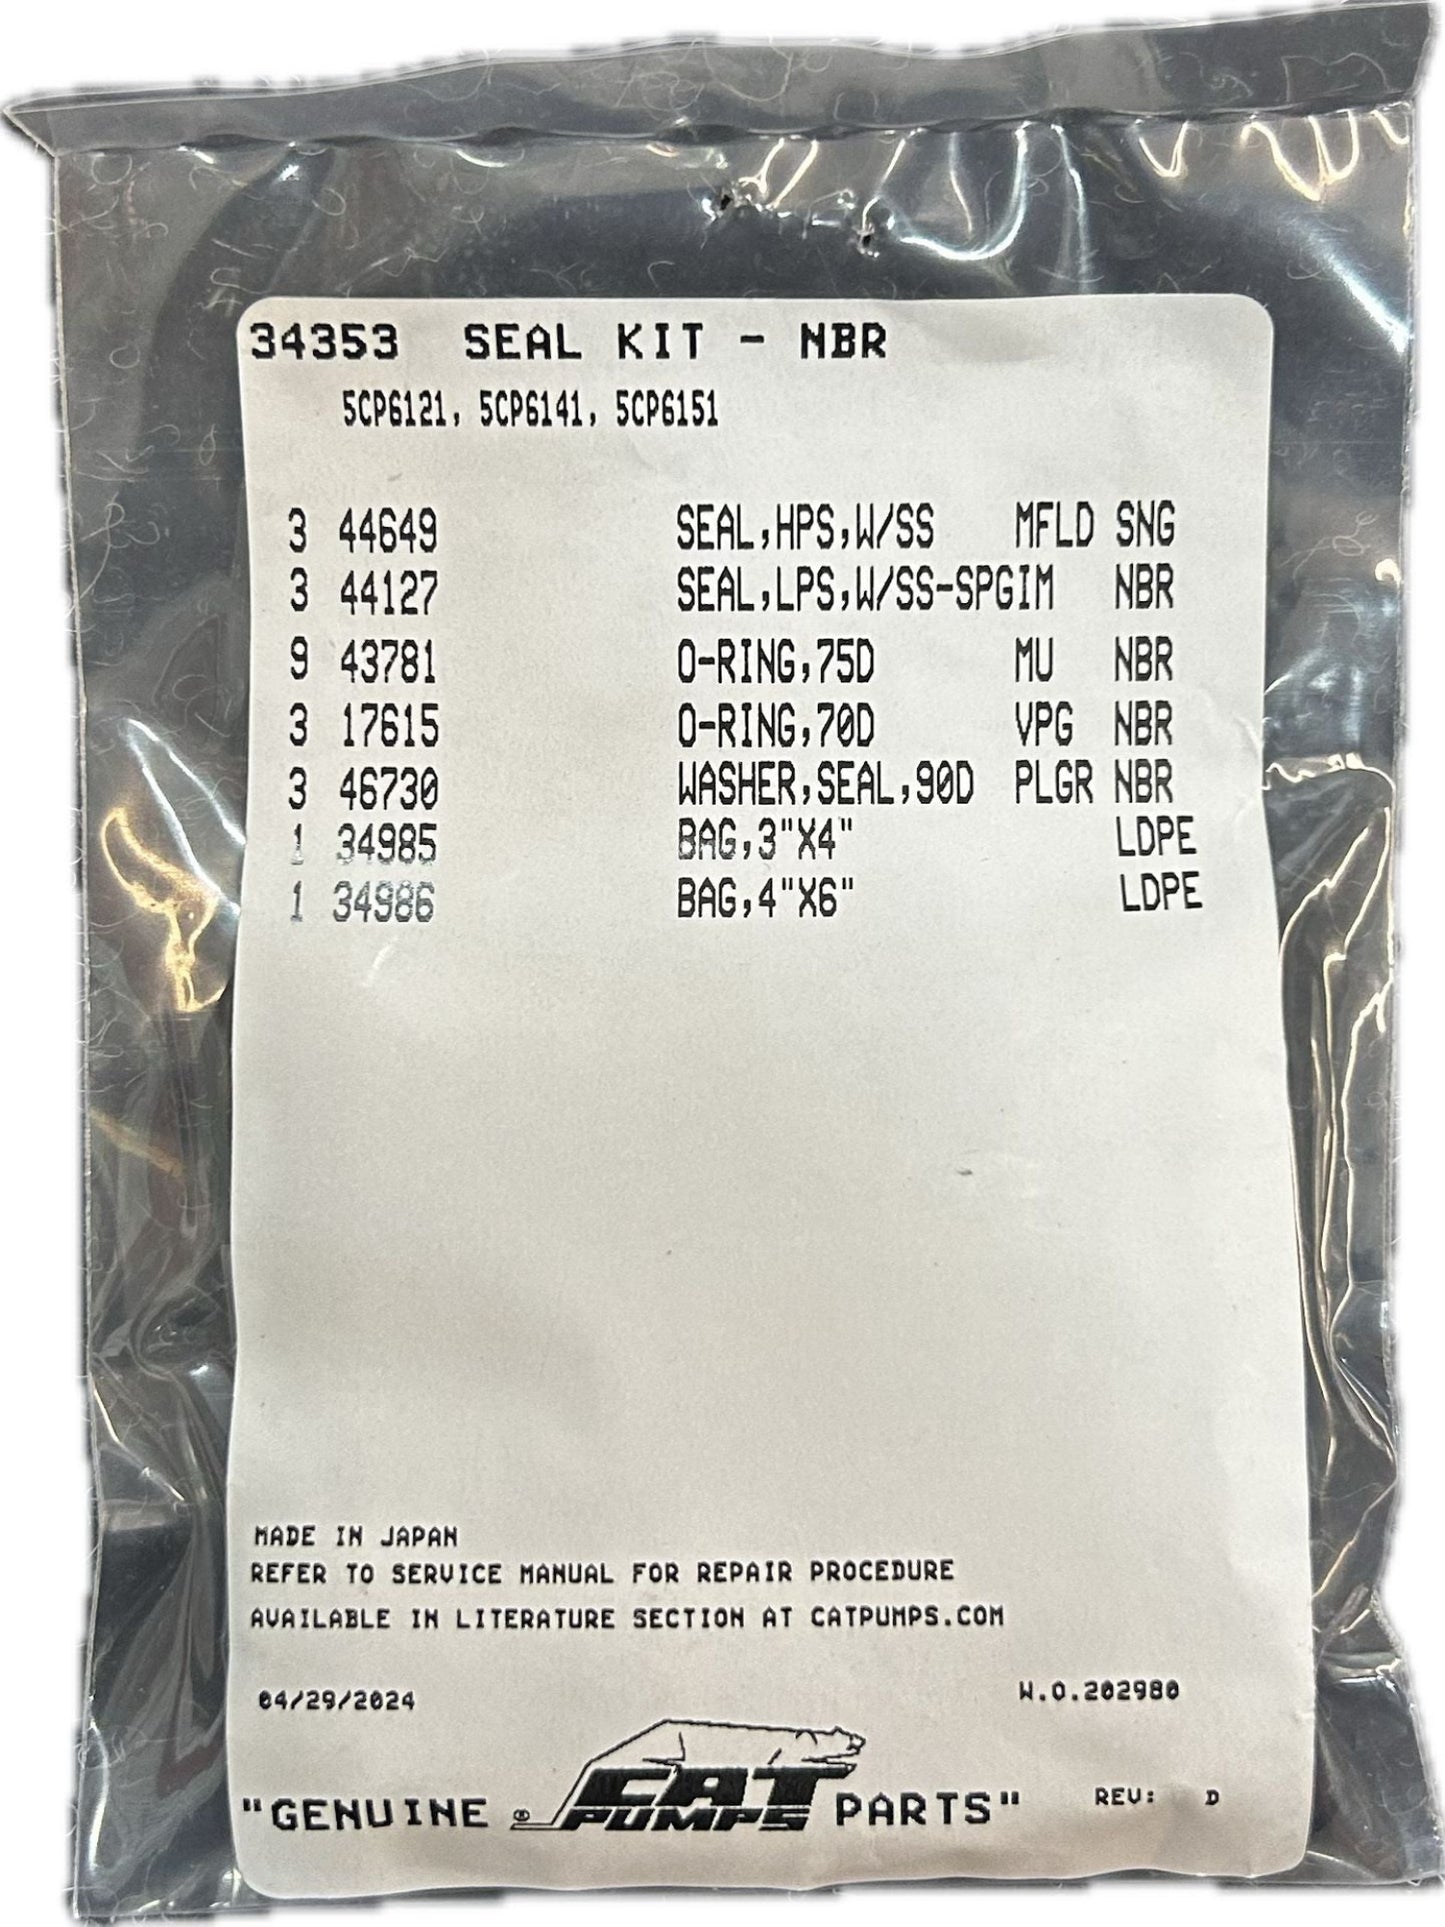 34353 SEAL KIT - NBR
5CP6121, 5CP6141, 5CP6151
3 44649 SEAL,HPS,W/SS MFLD SNG
3 44127 SEAL,LPS,W/SS-SPGIM NBR
9 43781 O-RING,75D MU NBR
3 17615 O-RING,70D VPG NBR
3 46730 WASHER,SEAL,90D PLGR NBR
1 34985 BAG,3"X4" LDPE
1 34986 BAG,4"X6" LDPE
MADE IN JAPAN
REFER TO SERVICE MANUAL FOR REPAIR PROCEDURE
AVAILABLE IN LITERATURE SECTION AT CATPUMPS.COM
04/29/2024 W.O.202980
"GENUINE ® CAT PUMPS PARTS" REV: D